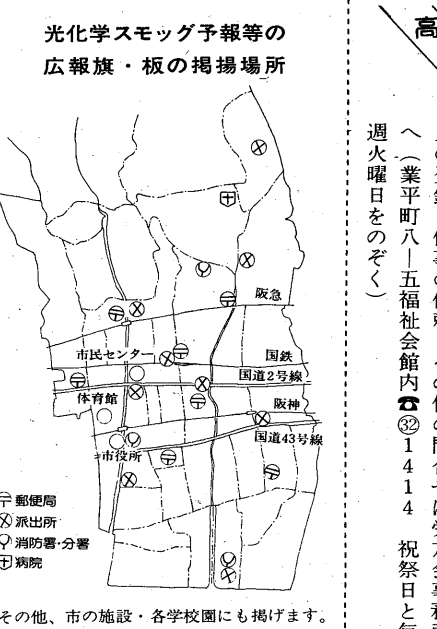 光化学スモッグ予報等の
広報旗・板の掲揚場所
阪急
市民センター
国鉄
国道2号線
体育館
阪神
国道43号線
市役所
郵便局
派出所
消防署・分署
病院
その他、市の施設・各学校園にも掲げます。
高
へ(業平町八―五福祉会館内☎㉜1414 祝祭日と
週火曜日をのぞく)